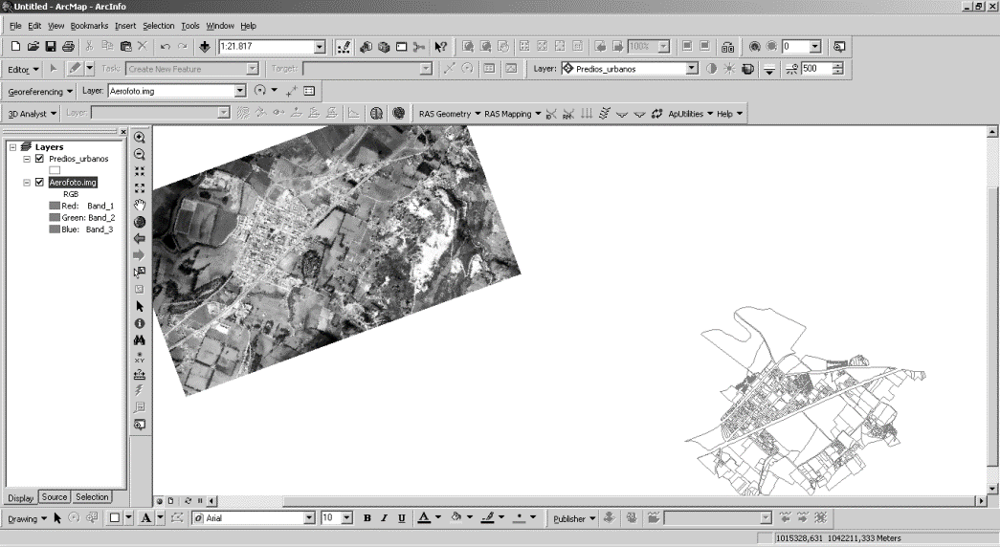 Untitled - ArcMap - ArcInfo
File Edit View Bookmarks Insert Selection Tools Window Help
1:21.817 100% 0
Editor Task: Create New Feature Target: Layer: Predios_urbanos 500
Georeferencing Layer: Aerofoto.img
3D Analyst Layer: RAS Geometry RAS Mapping ApUtilities Help
Layers
Predios_urbanos
Aerofoto.img
RGB
Red: Band_1
Green: Band_2
Blue: Band_3
XY
Display Source Selection
Drawing A Arial 10 B I U A Publisher
1015328,631 1042211,333 Meters